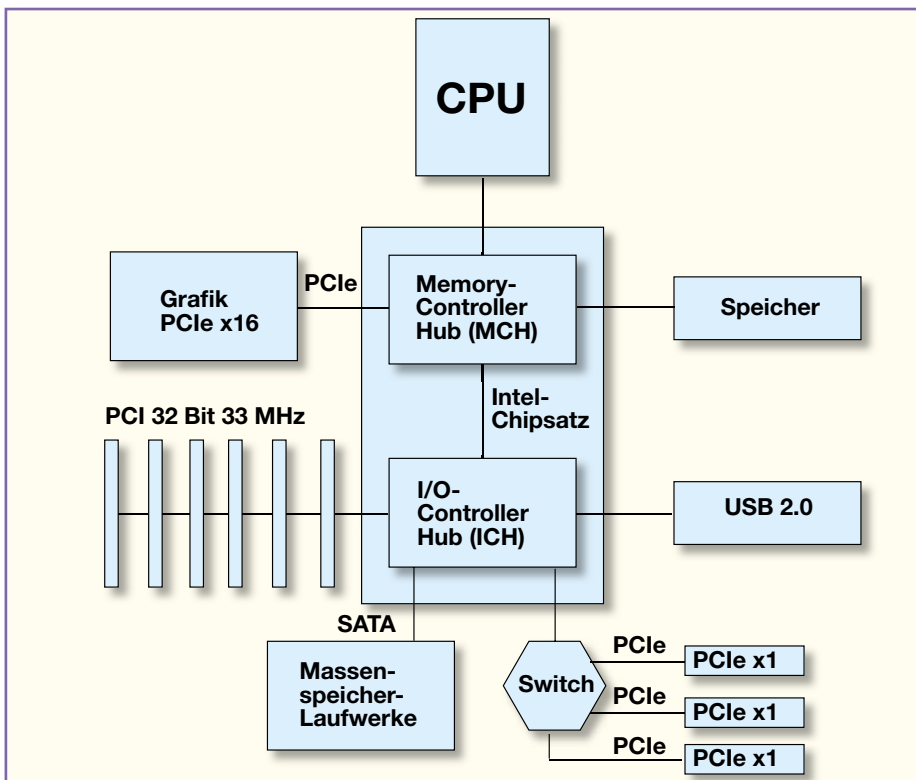 CPU
Grafik
PCIe x16
PCIe
Memory-
Controller
Hub (MCH)
Speicher
Intel-
Chipsatz
PCI 32 Bit 33 MHz
I/O-
Controller
Hub (ICH)
USB 2.0
SATA
Massen-
speicher-
Laufwerke
Switch
PCIe
PCIe x1
PCIe
PCIe x1
PCIe
PCIe x1